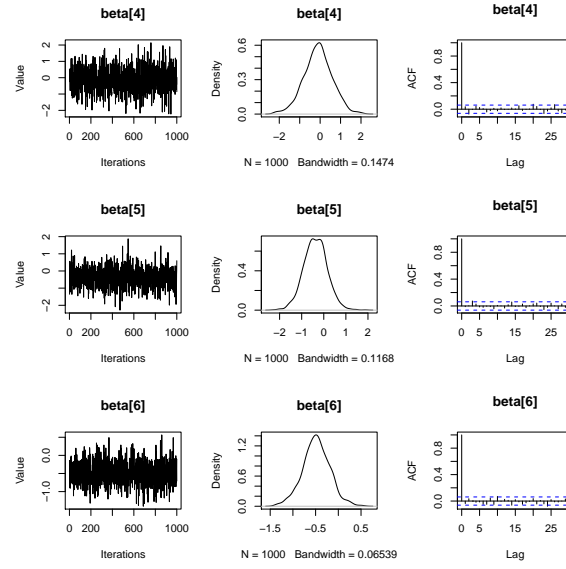 beta[4] beta[4] beta[4]
Value
2
1
0
−2
0 200 600 1000
Iterations
Density
0.6
0.3
0.0
−2 0 1 2
N = 1000 Bandwidth = 0.1474
ACF
0.8
0.4
0.0
0 5 15 25
Lag
beta[5] beta[5] beta[5]
Value
2
1
0
−2
0 200 600 1000
Iterations
Density
0.4
0.0
−2 −1 0 1 2
N = 1000 Bandwidth = 0.1168
ACF
0.8
0.4
0.0
0 5 15 25
Lag
beta[6] beta[6] beta[6]
Value
0.0
−1.0
0 200 600 1000
Iterations
Density
1.2
0.6
0.0
−1.5 −0.5 0.5
N = 1000 Bandwidth = 0.06539
ACF
0.8
0.4
0.0
0 5 15 25
Lag